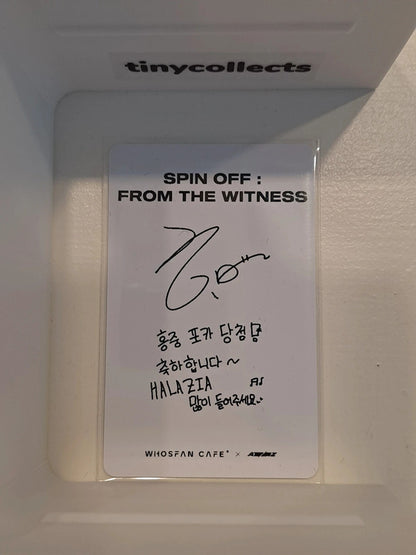 tinycollects
SPIN OFF :
FROM THE WITNESS
홍중 포카 당첨
축하합니다~
HALAZIA
많이 들어주세요
WHOSFAN CAFE⁺ ×